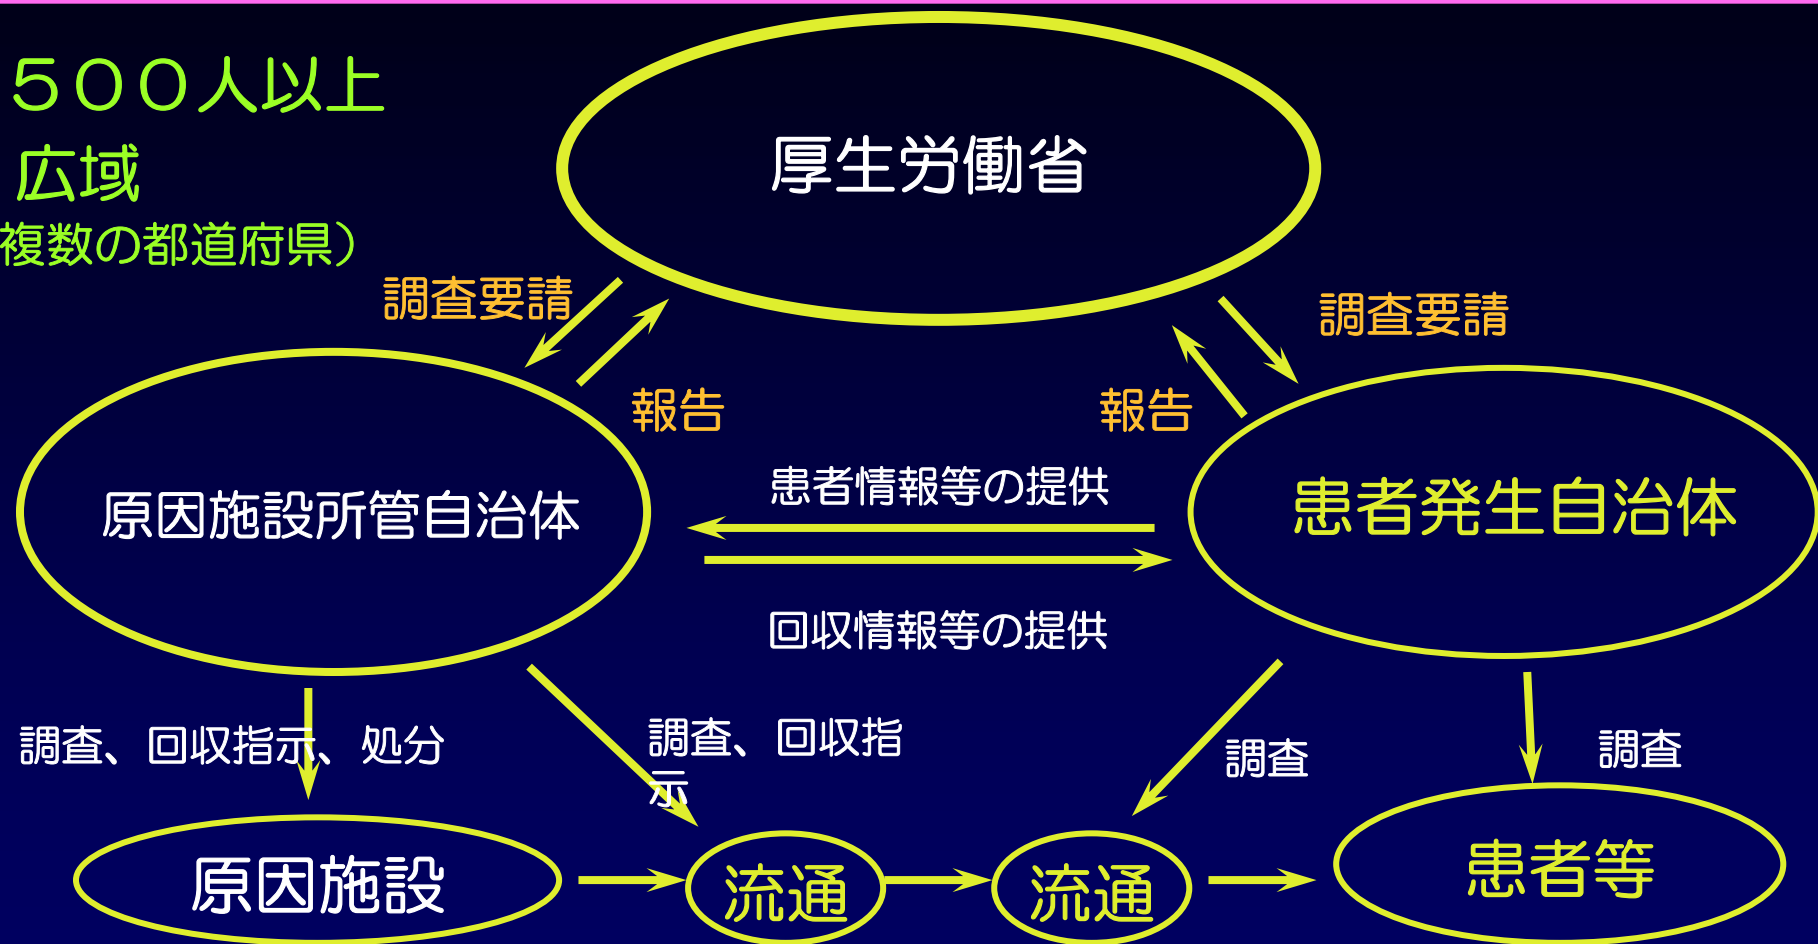 ５００人以上
広域
複数の都道府県）
厚生労働省
調査要請
調査要請
報告
報告
原因施設所管自治体
患者情報等の提供
患者発生自治体
回収情報等の提供
調査、回収指示、処分
調査、回収指
示
調査
調査
原因施設
流通
流通
患者等